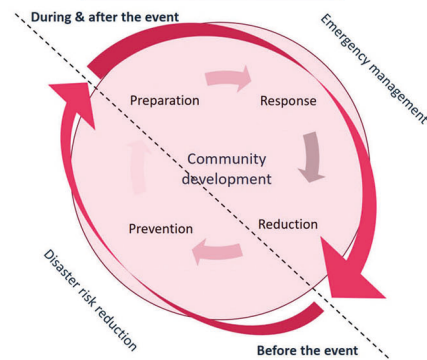 During & after the event
Emergency management
Preparation
Response
Community
development
Prevention
Reduction
Disaster risk reduction
Before the event